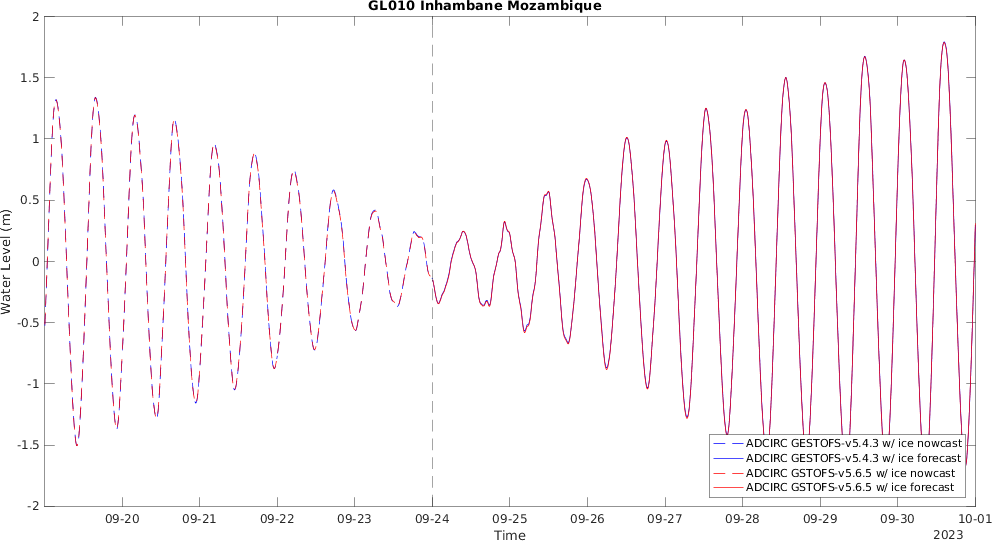 GL010 Inhambane Mozambique
2
1.5
1
0.5
0
-0.5
-1
-1.5
-2
Water Level (m)
ADCIRC GESTOFS-v5.4.3 w/ ice nowcast
ADCIRC GESTOFS-v5.4.3 w/ ice forecast
ADCIRC GSTOFS-v5.6.5 w/ ice nowcast
ADCIRC GSTOFS-v5.6.5 w/ ice forecast
09-20 09-21 09-22 09-23 09-24 09-25 09-26 09-27 09-28 09-29 09-30 10-01
Time
2023